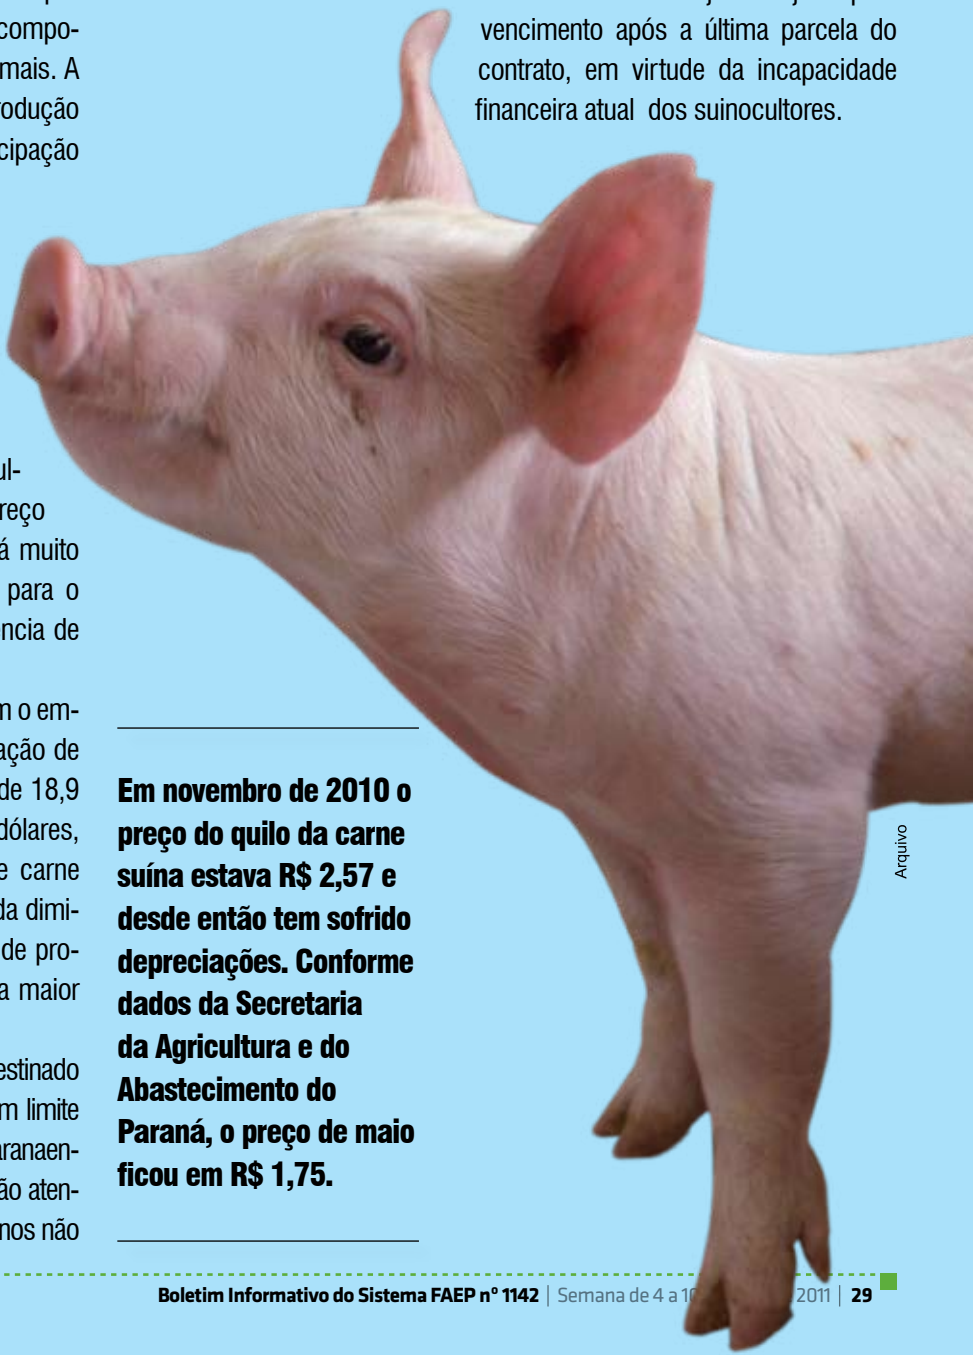 compo-
mais. A
rodução
cipação
ul-
reço
á muito
para o
ência de
m o em-
ação de
de 18,9
dólares,
e carne
da dimi-
de pro-
a maior
estinado
m limite
aranaen-
ão aten-
nos não
vencimento após a última parcela do
contrato, em virtude da incapacidade
financeira atual dos suinocultores.
Em novembro de 2010 o
preço do quilo da carne
suína estava R$ 2,57 e
desde então tem sofrido
depreciações. Conforme
dados da Secretaria
da Agricultura e do
Abastecimento do
Paraná, o preço de maio
ficou em R$ 1,75.
Arquivo
Boletim Informativo do Sistema FAEP nº 1142 | Semana de 4 a 10 2011 | 29